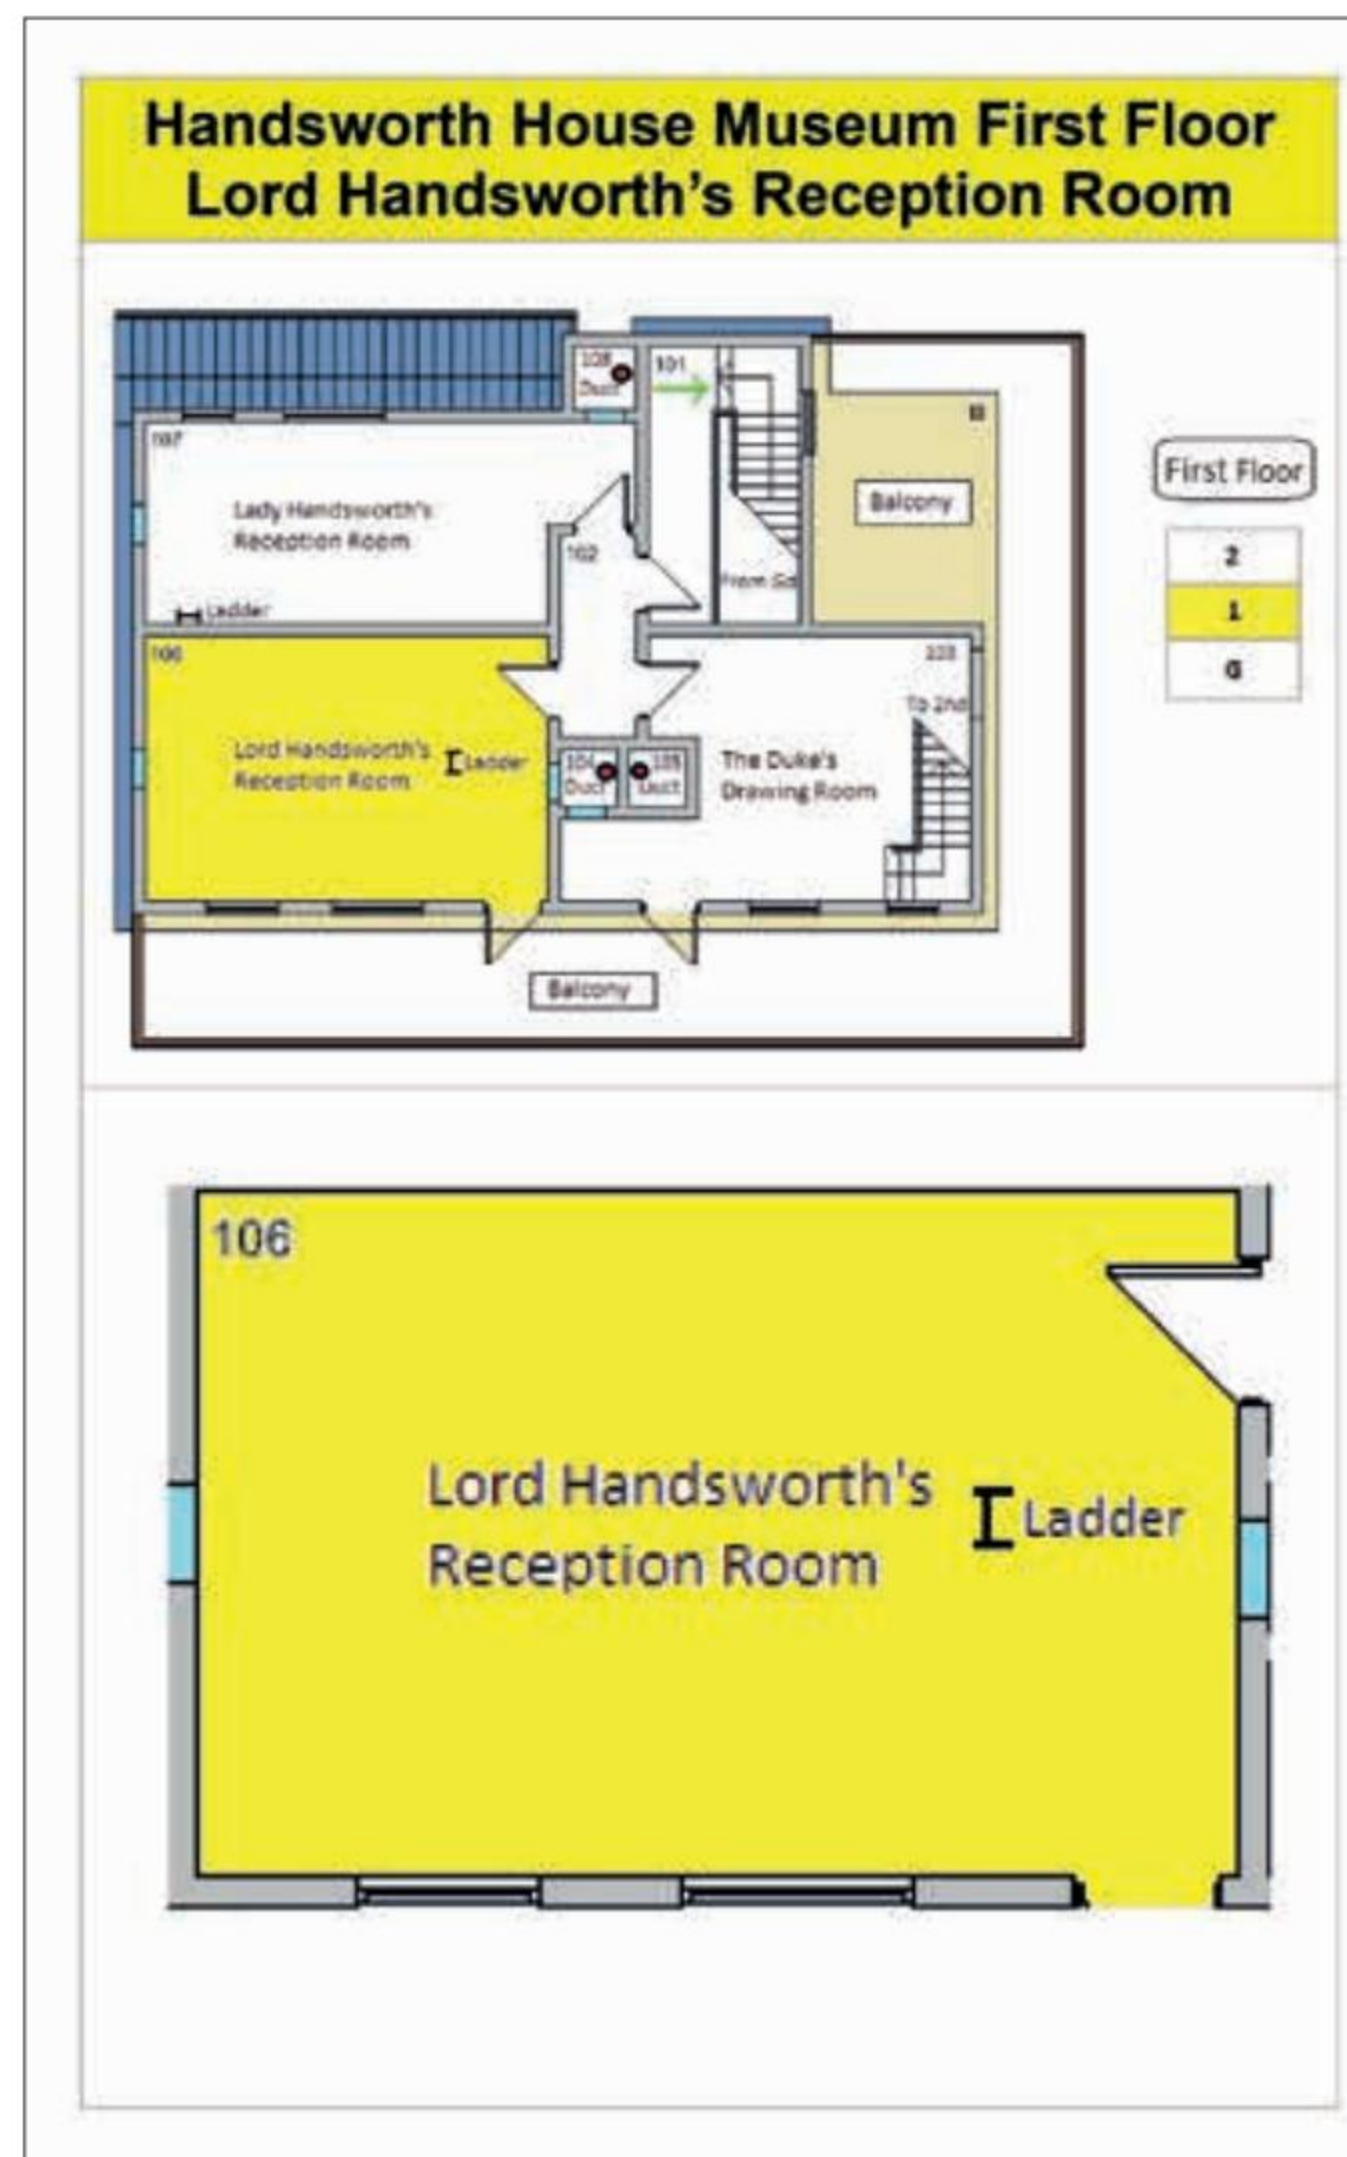 Handsworth House Museum First Floor
Lord Handsworth's Reception Room
108
Duct
101
107
Lady Handsworth's
Reception Room
Ladder
102
From Gd
Balcony
First Floor
2
1
G
106
Lord Handsworth's
Reception Room
Ladder
104
Duct
105
Duct
The Duke's
Drawing Room
To 2nd
Balcony
106
Lord Handsworth's
Reception Room
Ladder